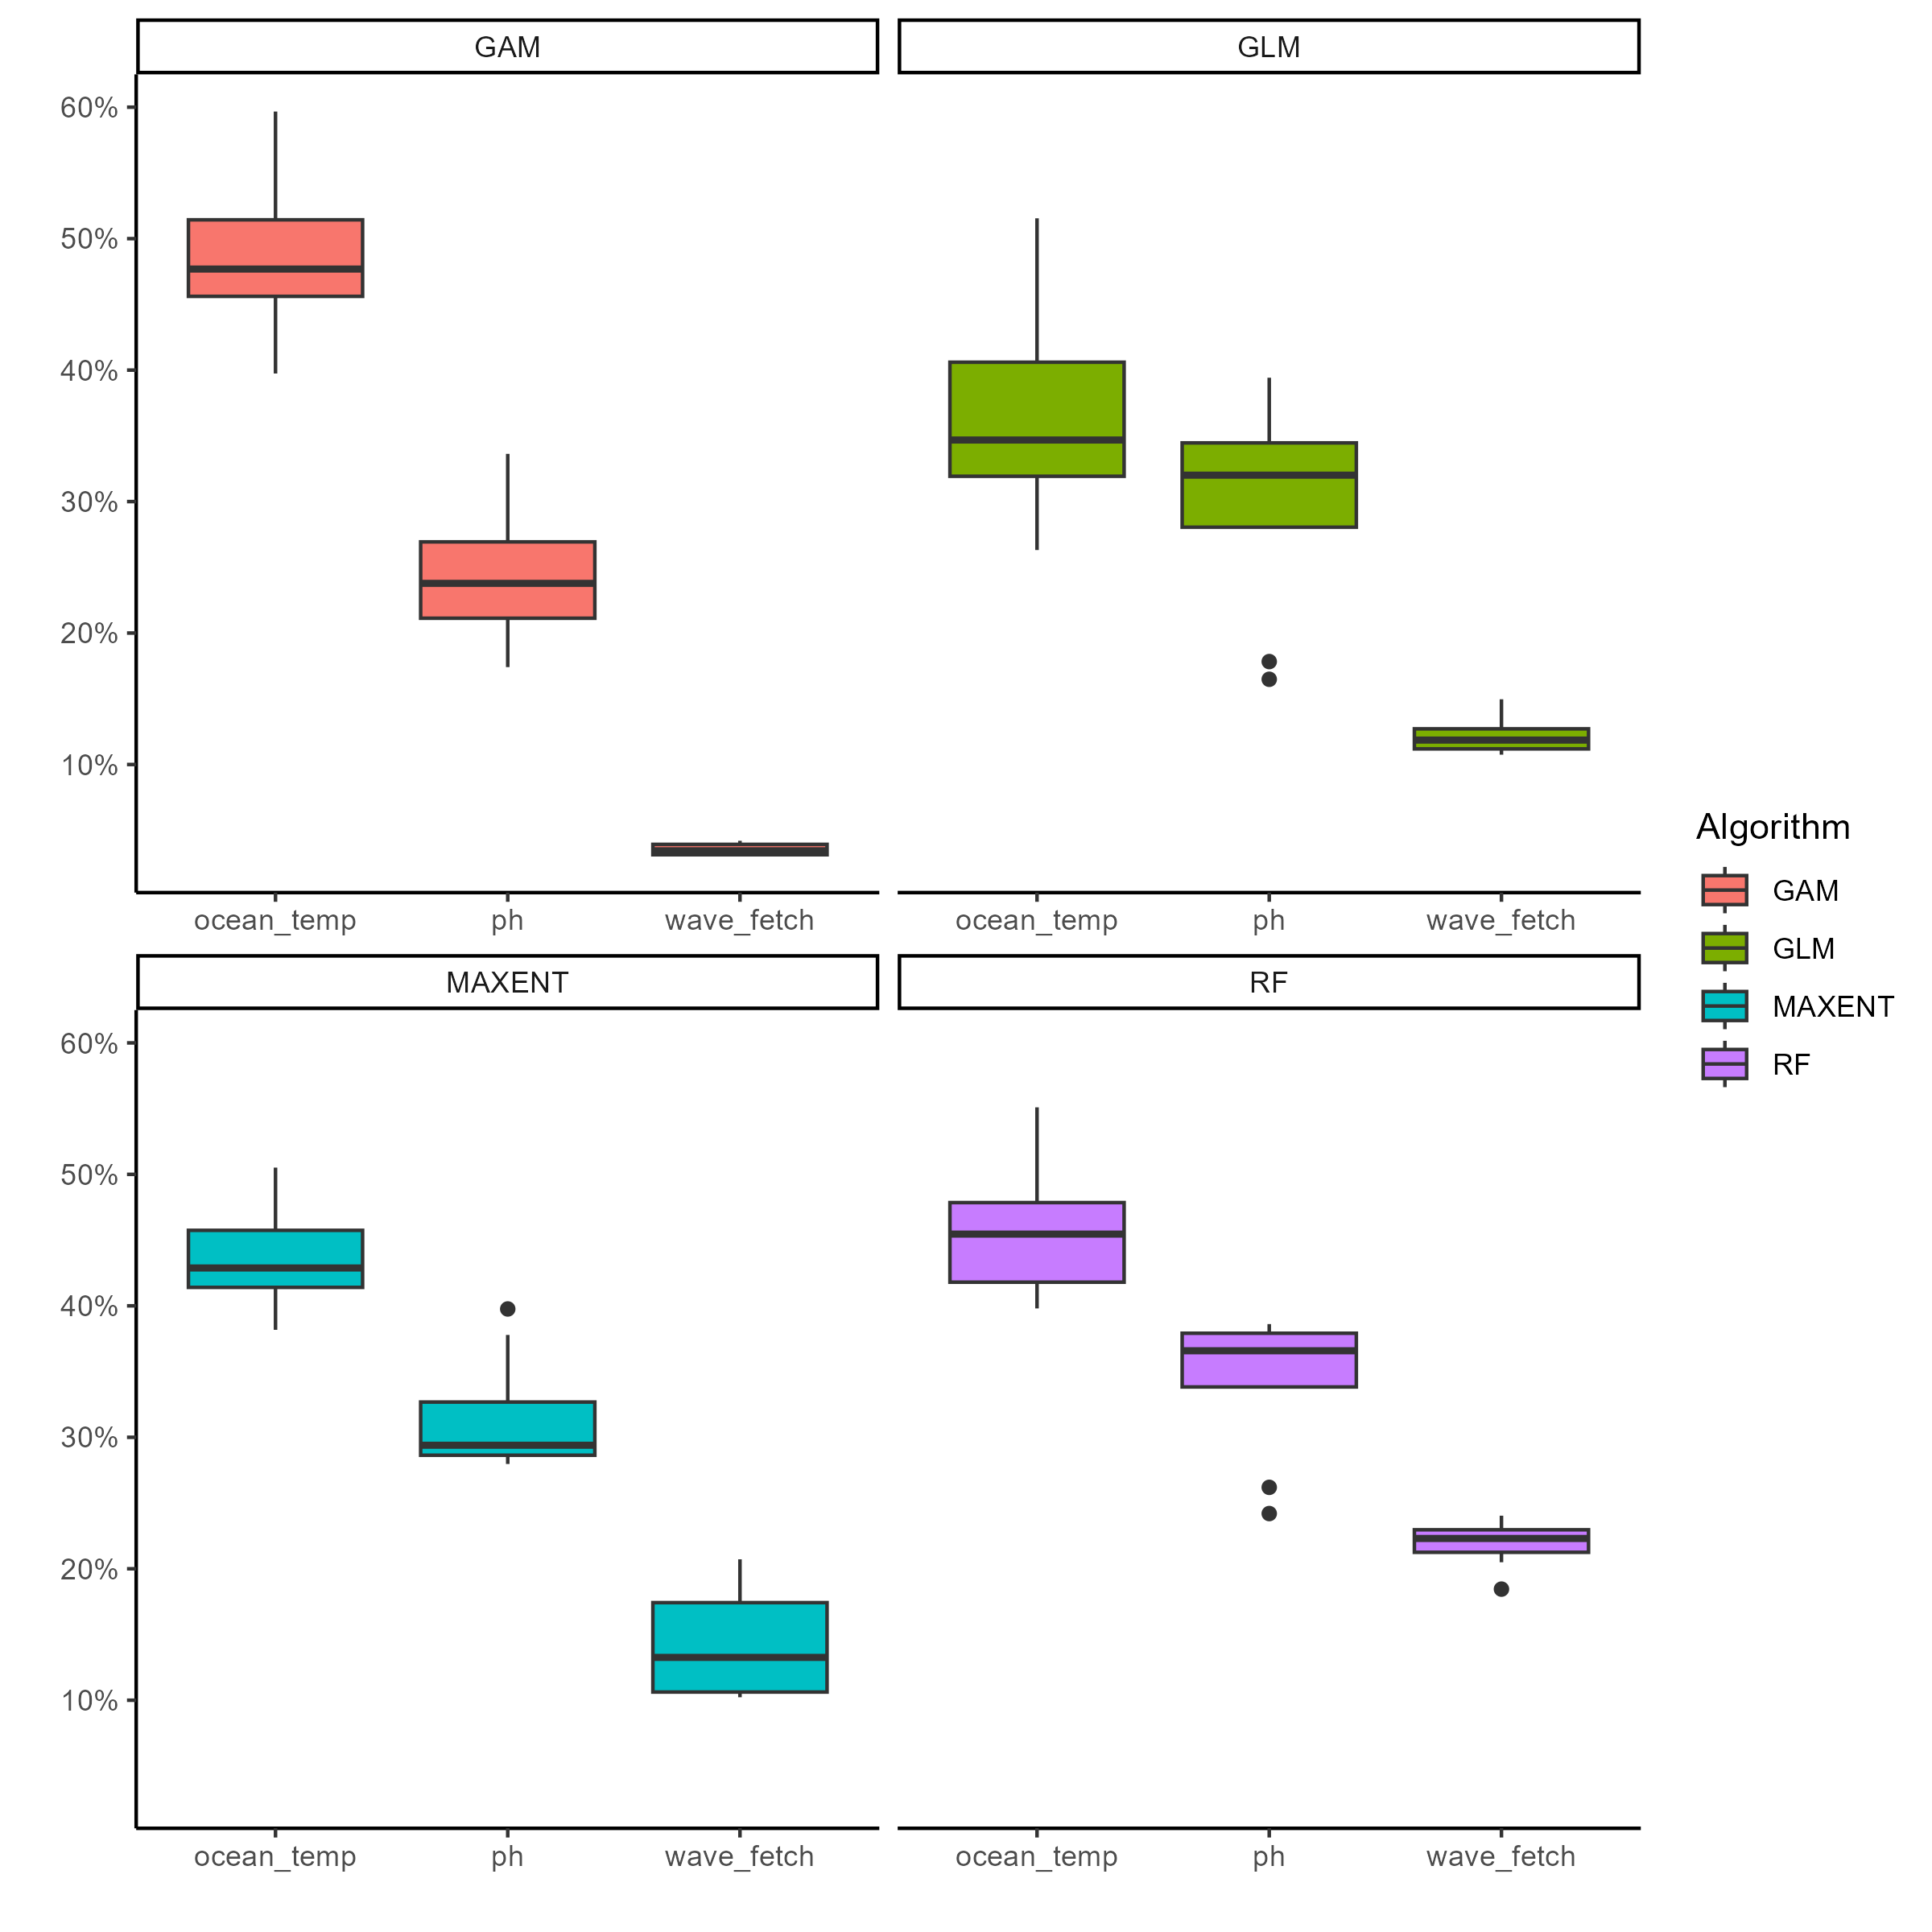 GAM GLM
60%
50%
40%
30%
20%
10%
ocean_temp ph wave_fetch ocean_temp ph wave_fetch
MAXENT RF
60%
50%
40%
30%
20%
10%
ocean_temp ph wave_fetch ocean_temp ph wave_fetch
Algorithm
GAM
GLM
MAXENT
RF